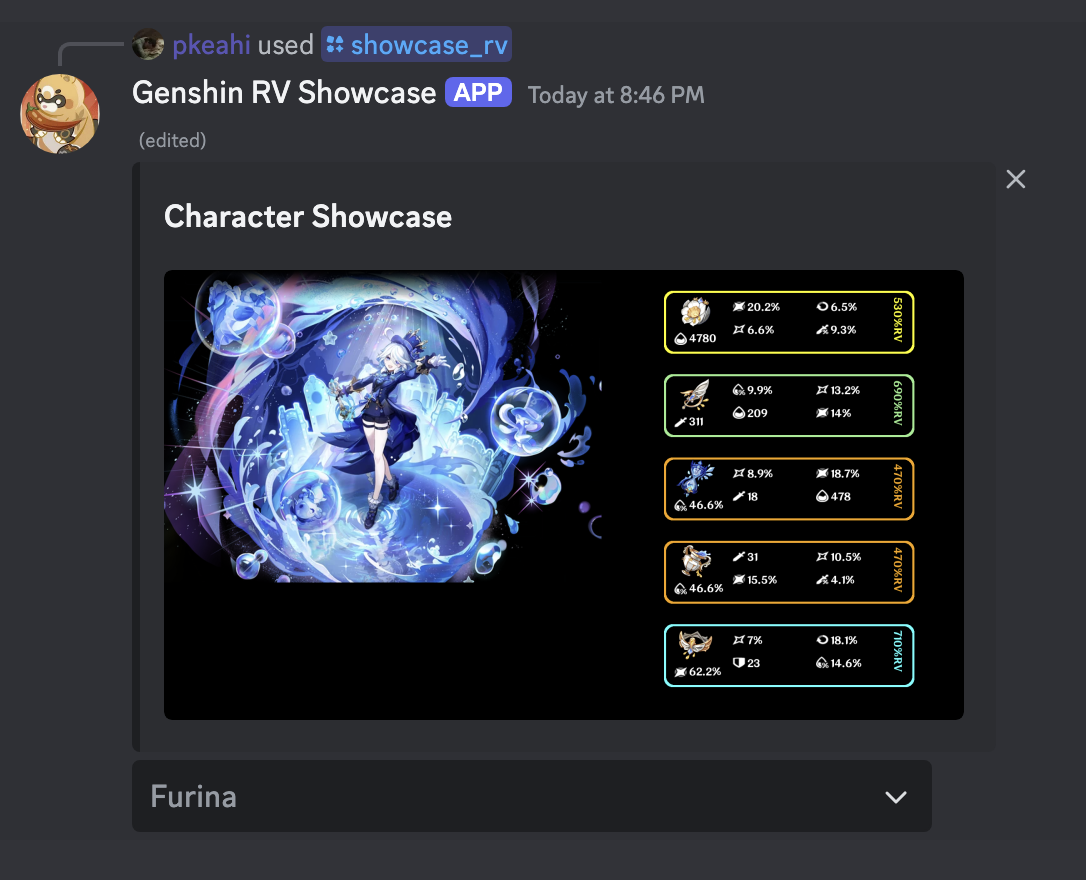 pkeahi used showcase_rv
Genshin RV Showcase APP Today at 8:46 PM
(edited)
Character Showcase
20.2% 6.5%
6.6% 9.3%
4780
530%RV
9.9% 13.2%
209 14%
311
690%RV
8.9% 18.7%
18 478
46.6%
470%RV
31 10.5%
15.5% 4.1%
46.6%
470%RV
7% 18.1%
23 14.6%
62.2%
710%RV
Furina